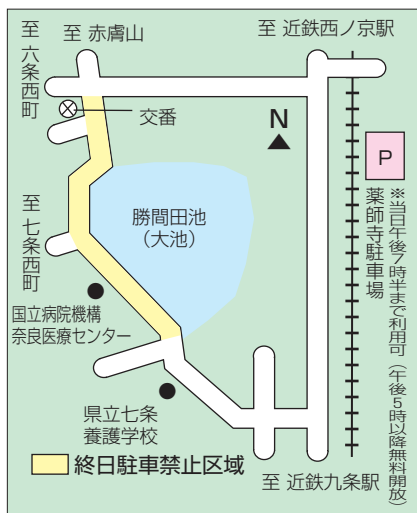 至 赤膚山
至 近鉄西ノ京駅
至 六条西町
交番
N
P
薬師寺駐車場
※当日午後7時半まで利用可（午後5時以降無料開放）
勝間田池
（大池）
至 七条西町
国立病院機構
奈良医療センター
県立七条
養護学校
終日駐車禁止区域
至 近鉄九条駅